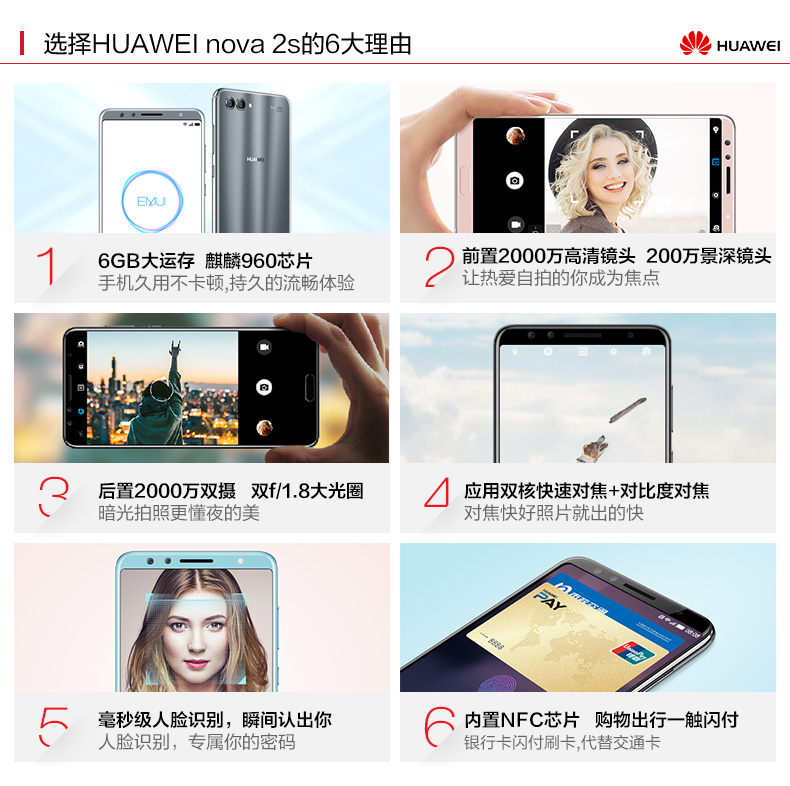 选择HUAWEI nova 2s的6大理由
HUAWEI
EMUI
HUAWEI
1
6GB大运存 麒麟960芯片
手机久用不卡顿,持久的流畅体验
2
前置2000万高清镜头 200万景深镜头
让热爱自拍的你成为焦点
3
后置2000万双摄 双f/1.8大光圈
暗光拍照更懂夜的美
4
应用双核快速对焦+对比度对焦
对焦快好照片就出的快
5
毫秒级人脸识别，瞬间认出你
人脸识别，专属你的密码
08:08
PAY
8888
UnionPay
银联
6
内置NFC芯片 购物出行一触闪付
银行卡闪付刷卡,代替交通卡